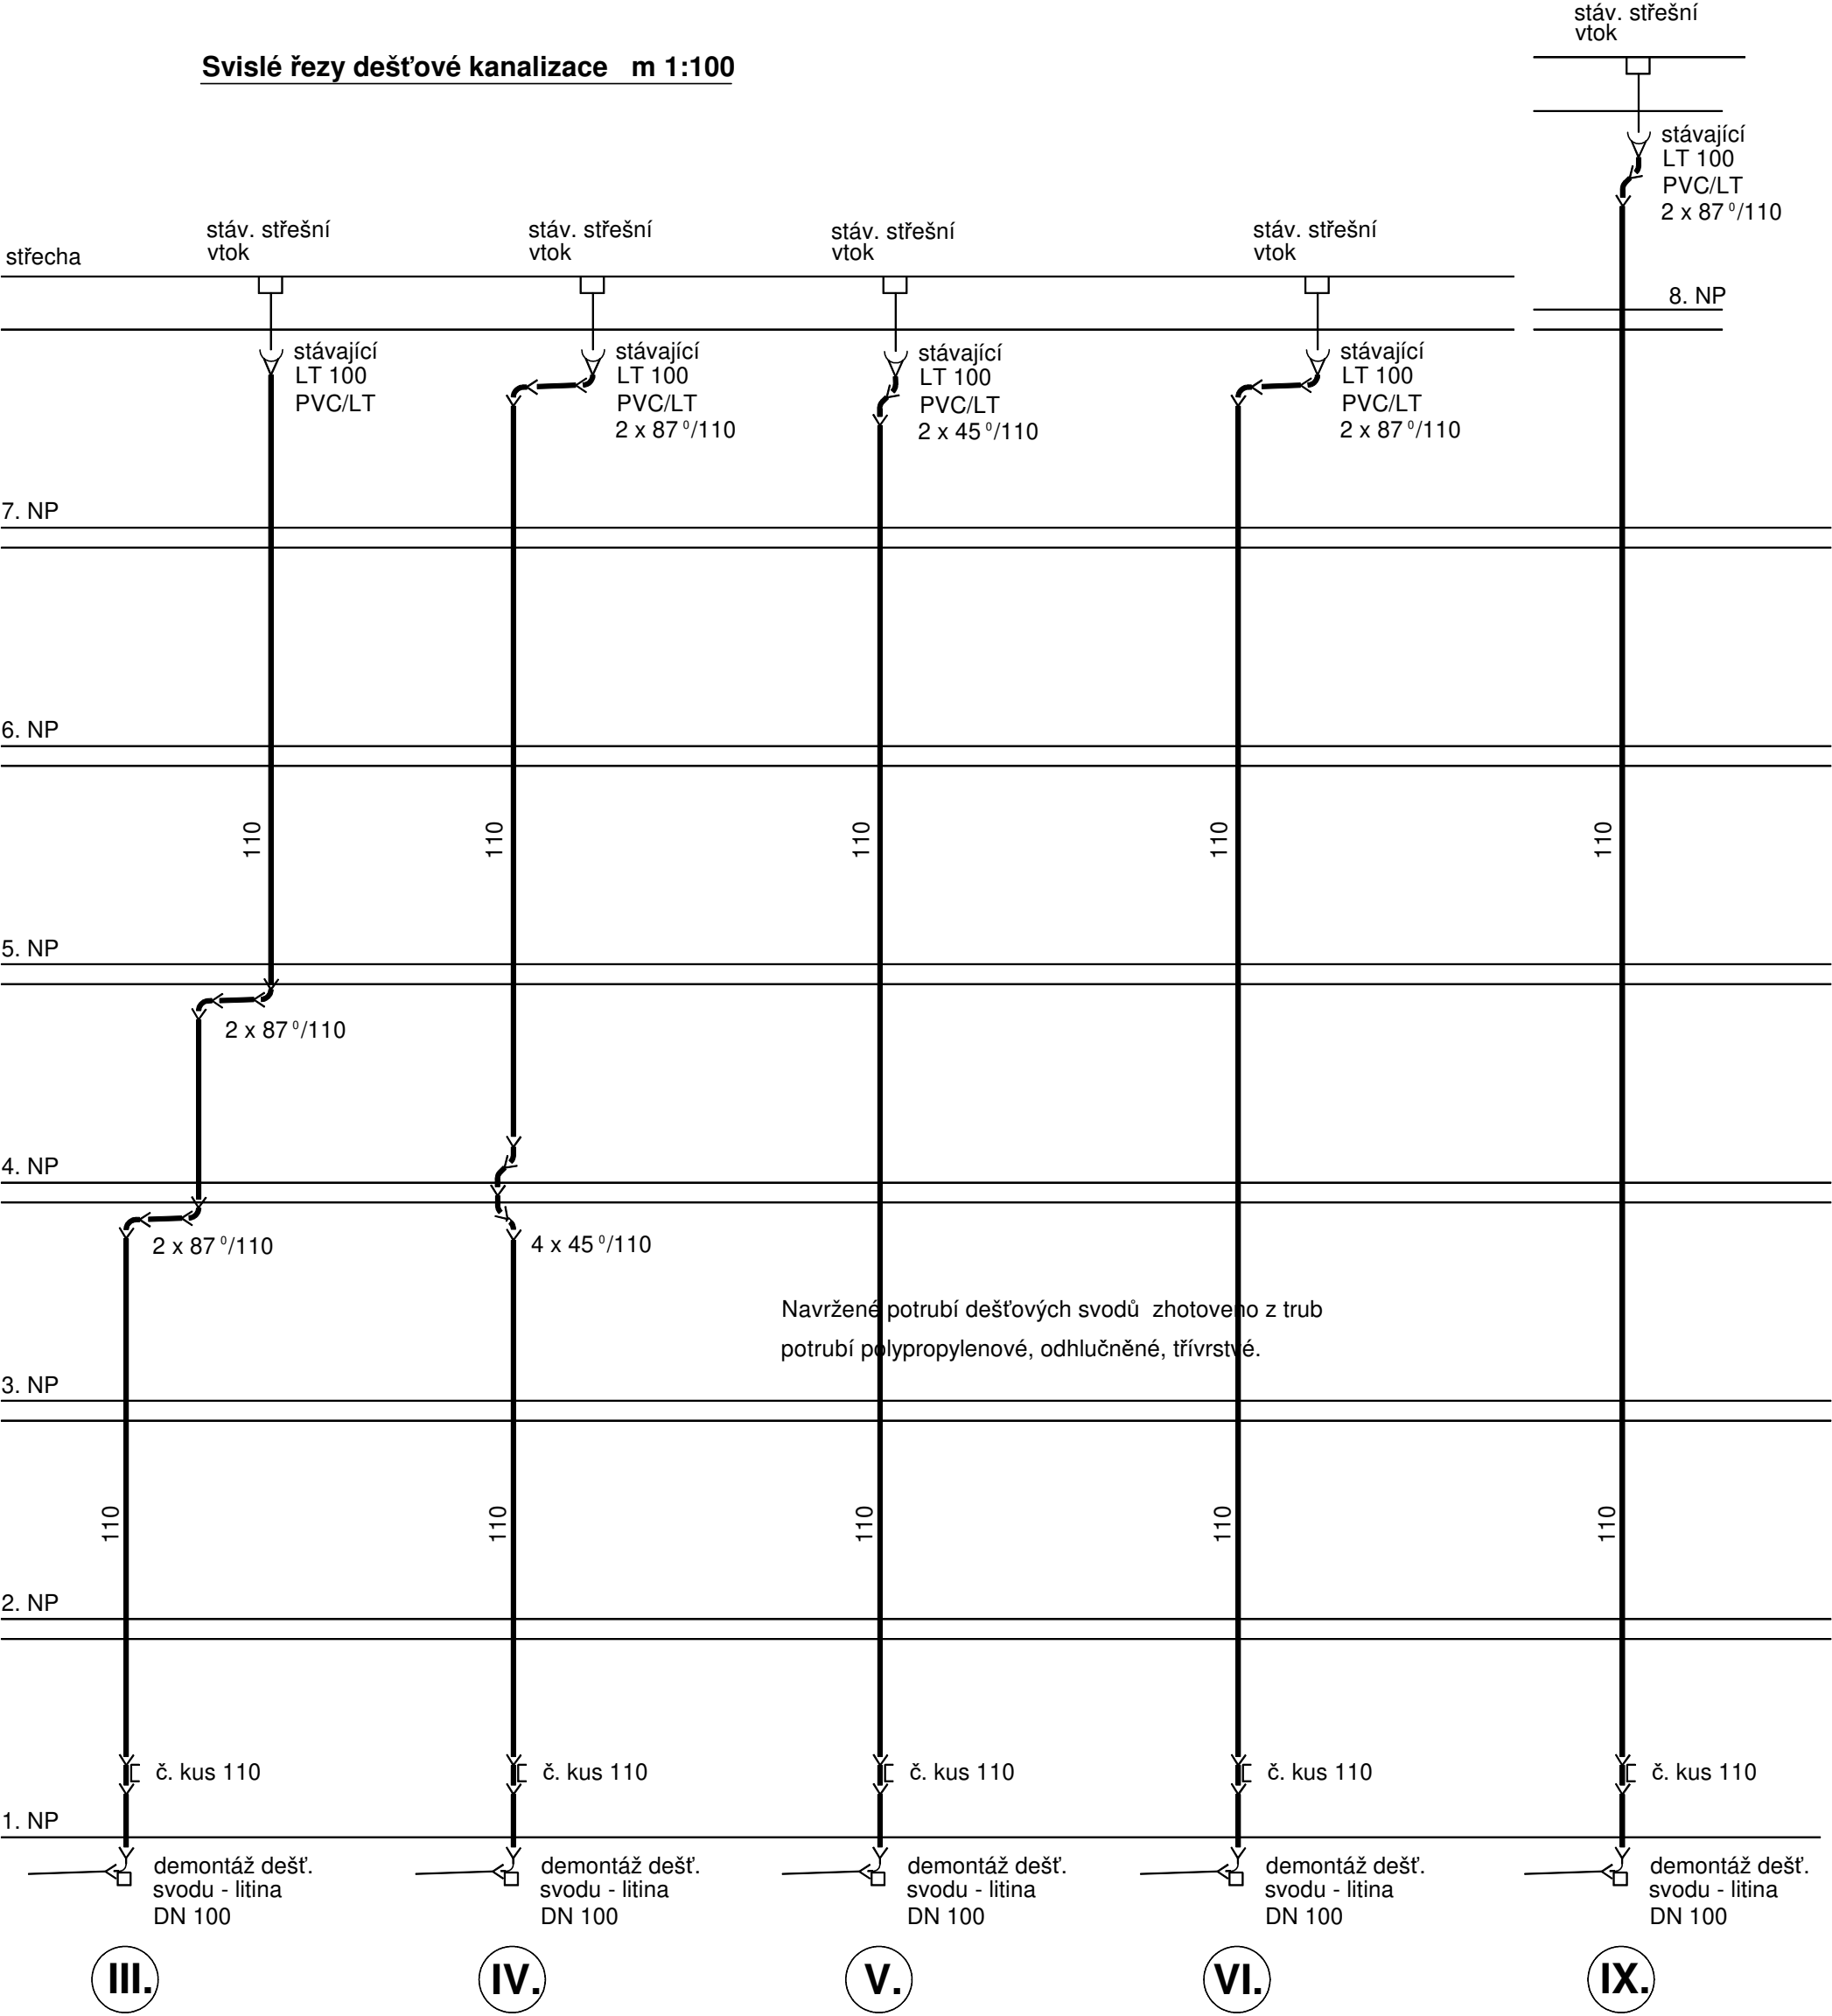 stáv. střešní
vtok
Svislé řezy dešťové kanalizace   m 1:100
stávající
LT 100
PVC/LT
2 x 87 ⁰/110
střecha
stáv. střešní
vtok
stáv. střešní
vtok
stáv. střešní
vtok
stáv. střešní
vtok
8. NP
stávající
LT 100
PVC/LT
stávající
LT 100
PVC/LT
2 x 87 ⁰/110
stávající
LT 100
PVC/LT
2 x 45 ⁰/110
stávající
LT 100
PVC/LT
2 x 87 ⁰/110
7. NP
6. NP
110
110
110
110
110
5. NP
2 x 87 ⁰/110
4. NP
2 x 87 ⁰/110
4 x 45 ⁰/110
Navržené potrubí dešťových svodů  zhotoveno z trub
potrubí polypropylenové, odhlučněné, třívrstvé.
3. NP
110
110
110
110
110
2. NP
č. kus 110
č. kus 110
č. kus 110
č. kus 110
č. kus 110
1. NP
demontáž dešť.
svodu - litina
DN 100
demontáž dešť.
svodu - litina
DN 100
demontáž dešť.
svodu - litina
DN 100
demontáž dešť.
svodu - litina
DN 100
demontáž dešť.
svodu - litina
DN 100
III.
IV.
V.
VI.
IX.